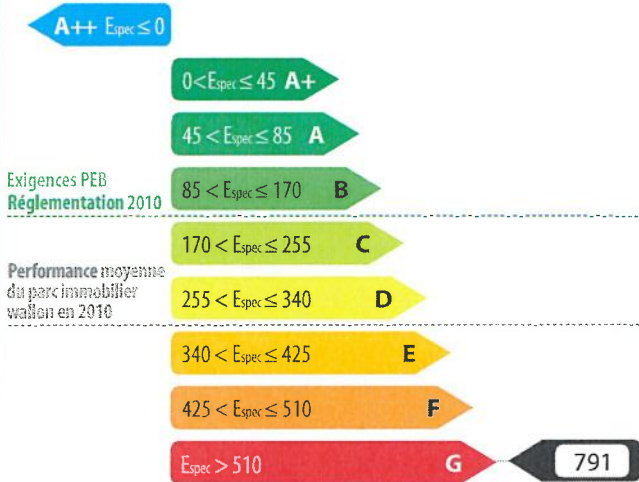 A++ Espec ≤ 0
0 < Espec ≤ 45 A+
45 < Espec ≤ 85 A
Exigences PEB
Réglementation 2010
85 < Espec ≤ 170 B
170 < Espec ≤ 255 C
Performance moyenne
du parc immobilier
wallon en 2010
255 < Espec ≤ 340 D
340 < Espec ≤ 425 E
425 < Espec ≤ 510 F
Espec > 510 G
791